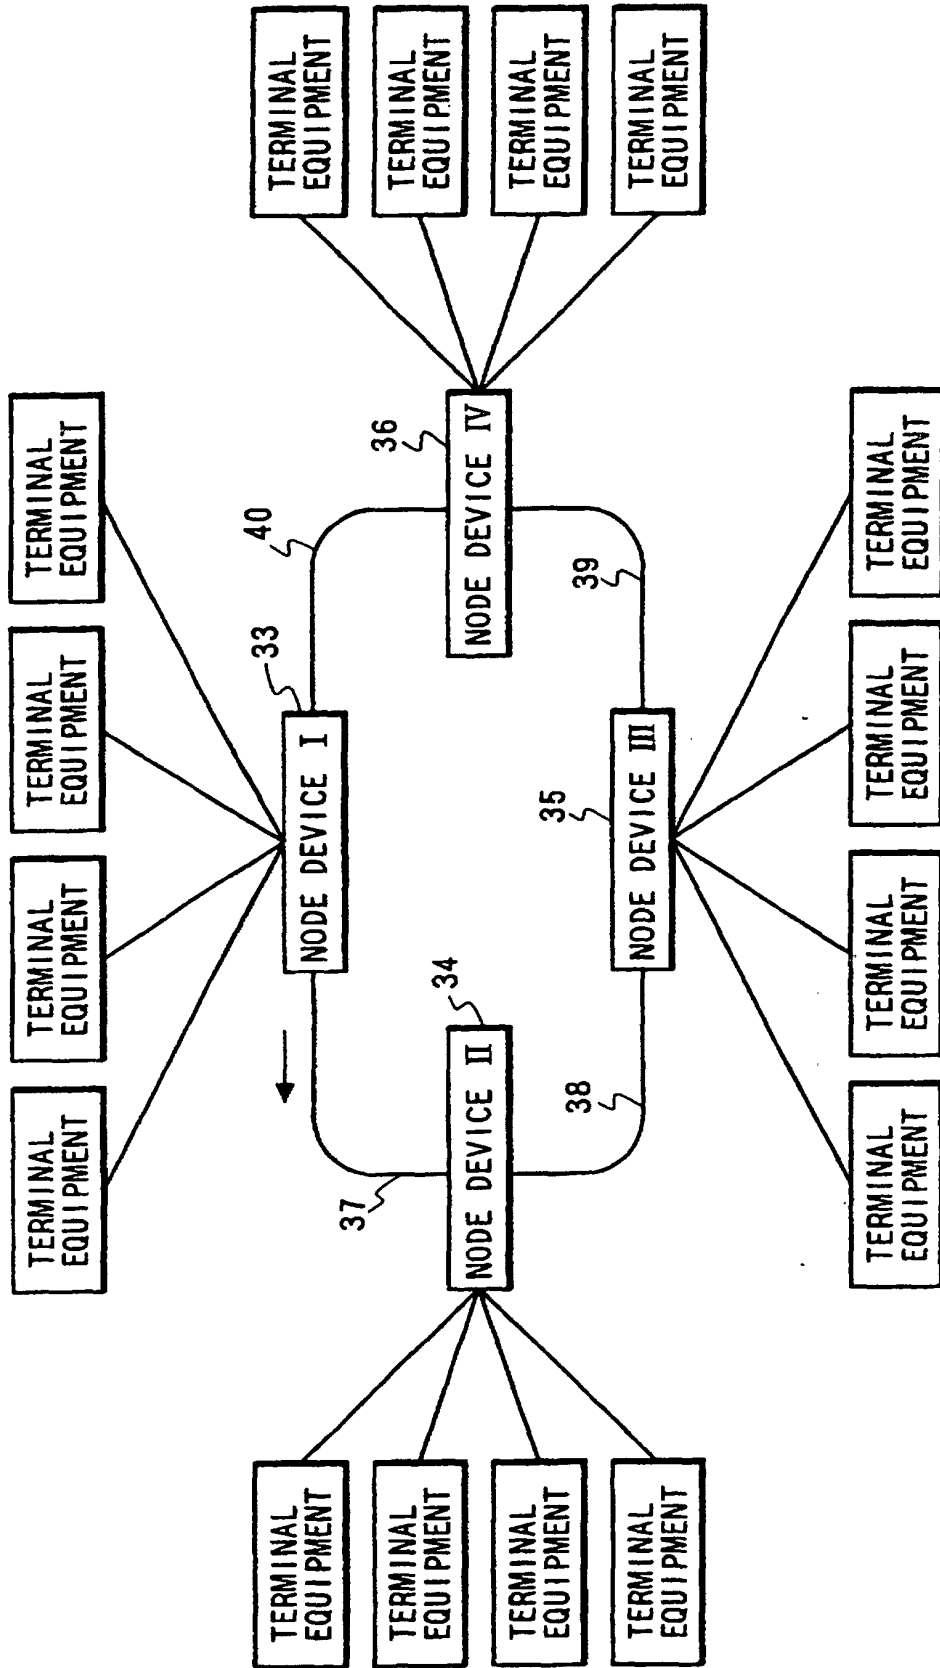 TERMINAL
EQUIPMENT
TERMINAL
EQUIPMENT
TERMINAL
EQUIPMENT
TERMINAL
EQUIPMENT
TERMINAL
EQUIPMENT
TERMINAL
EQUIPMENT
TERMINAL
EQUIPMENT
TERMINAL
EQUIPMENT
33
NODE DEVICE I
40
37
34
NODE DEVICE II
36
NODE DEVICE IV
35
NODE DEVICE III
38
39
TERMINAL
EQUIPMENT
TERMINAL
EQUIPMENT
TERMINAL
EQUIPMENT
TERMINAL
EQUIPMENT
TERMINAL
EQUIPMENT
TERMINAL
EQUIPMENT
TERMINAL
EQUIPMENT
TERMINAL
EQUIPMENT